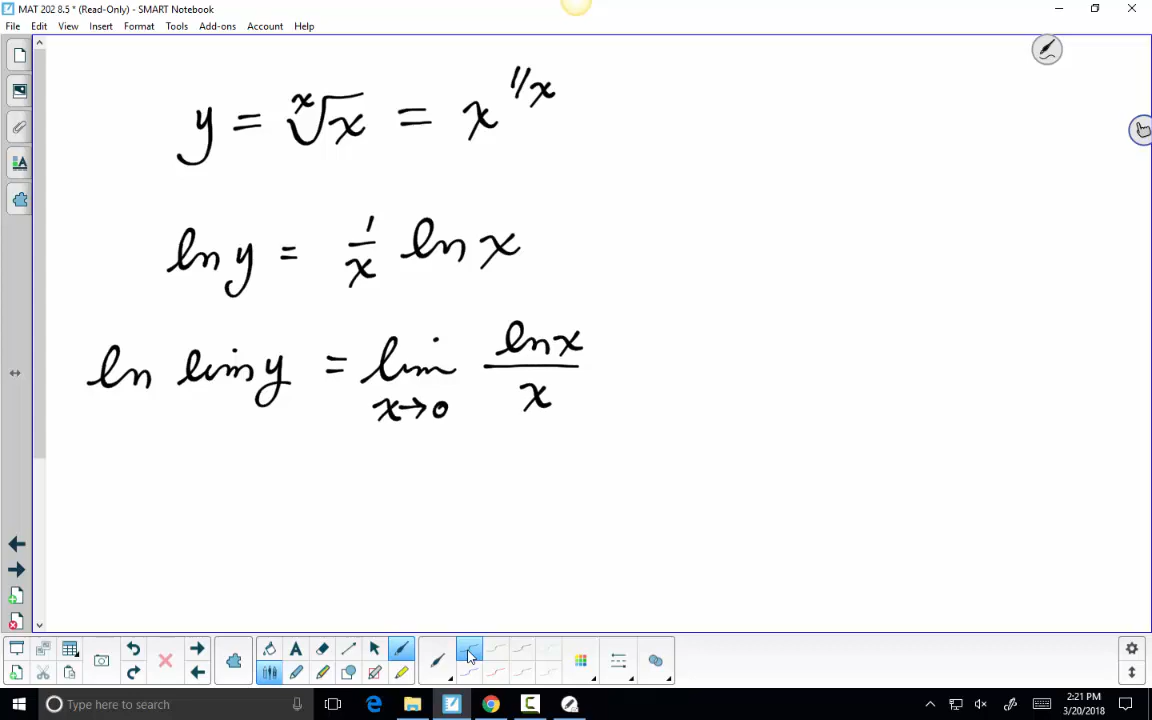 MAT 202 8.5 * (Read-Only) - SMART Notebook
File Edit View Insert Format Tools Add-ons Account Help
y = ˣ√x = x^1/x
ln y = 1/x ln x
ln lim y = lim x→0 ln x / x
Type here to search
2:21 PM
3/20/2018